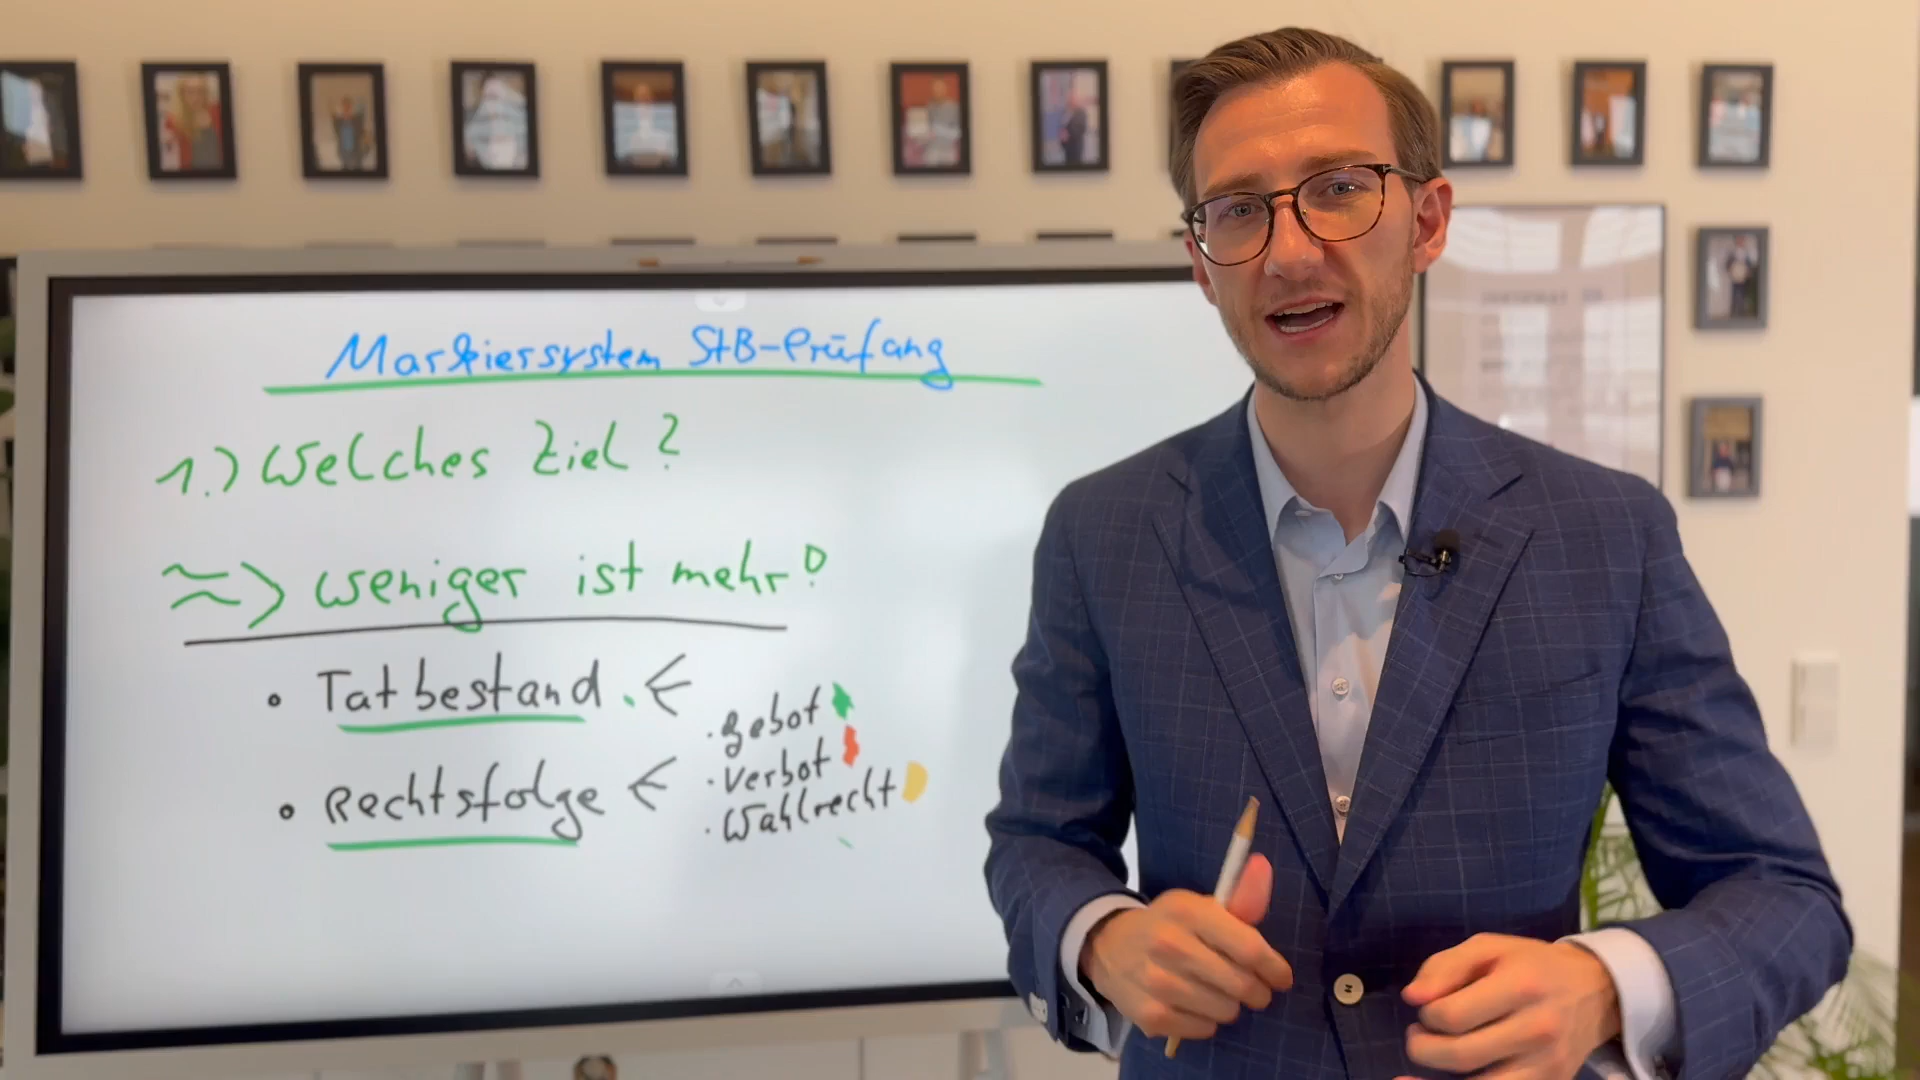 Markiersystem StB-Prüfung
1.) Welches Ziel?
=> weniger ist mehr!
• Tatbestand. <
• Rechtsfolge <
· gebot
· Verbot
· Wahlrecht